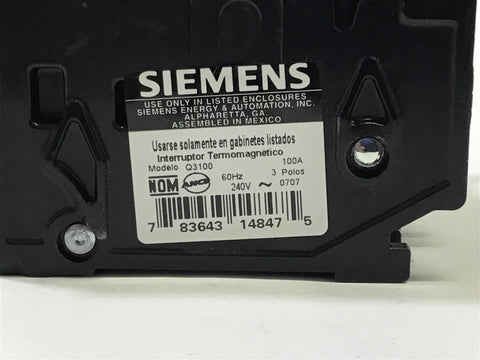 SIEMENS
USE ONLY IN LISTED ENCLOSURES
SIEMENS ENERGY & AUTOMATION, INC.
ALPHARETTA, GA
ASSEMBLED IN MEXICO
Usarse solamente en gabinetes listados
Interruptor Termomagnético
Modelo Q3100 100A
NOM ANCE 60Hz 3 Polos
240V ~ 0707
7 83643 14847 5